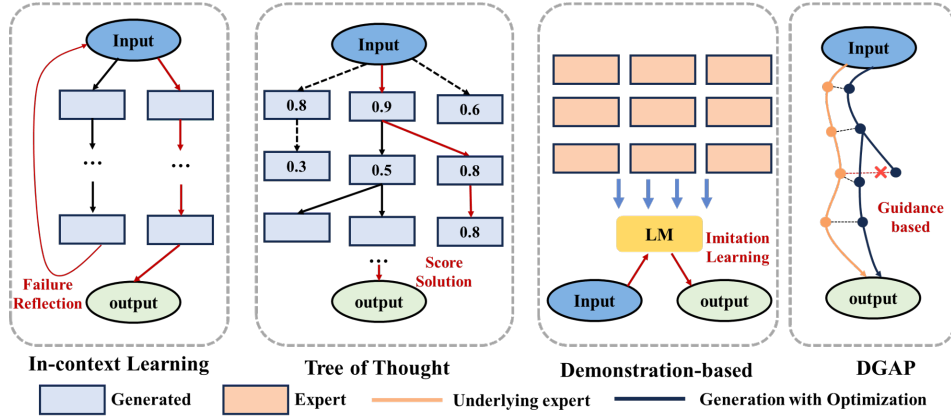 Input
...
...
Failure
Reflection
output
In-context Learning
Input
0.8
0.9
0.6
0.3
0.5
0.8
0.8
...
Score
Solution
output
Tree of Thought
LM
Imitation
Learning
Input
output
Demonstration-based
Input
Guidance
based
output
DGAP
Generated
Expert
Underlying expert
Generation with Optimization